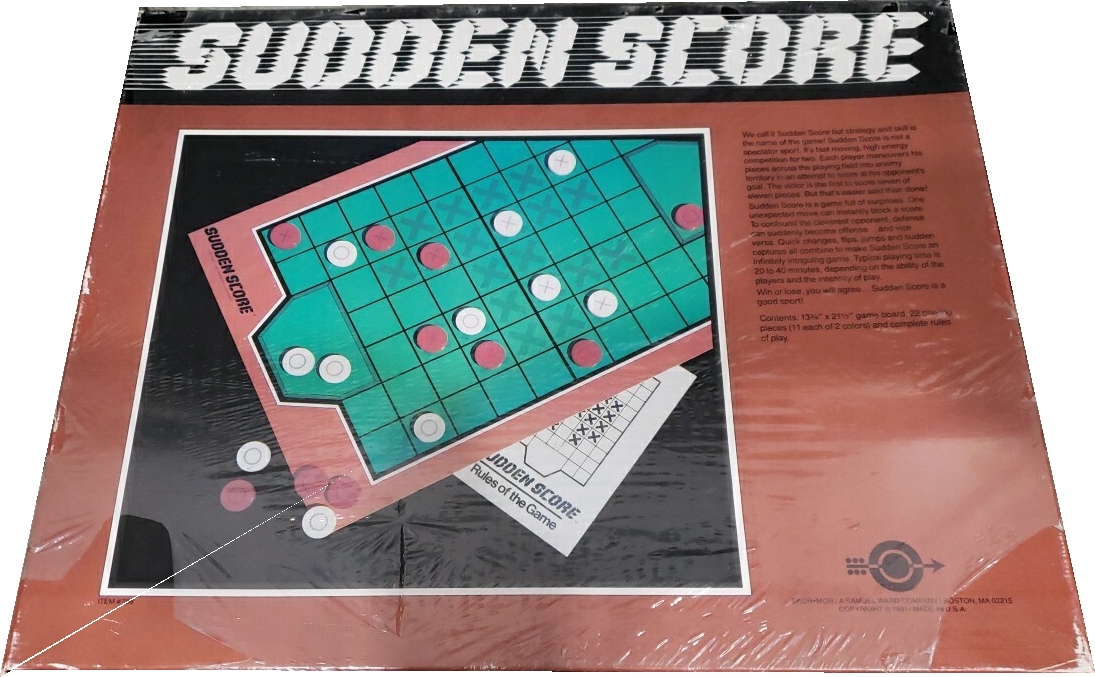 SUDDEN SCORE
TM
We call it Sudden Score but strategy and skill is
the name of the game! Sudden Score is not a
spectator sport. It's fast moving, high energy
competition for two. Each player maneuvers his
pieces across the playing field into enemy
territory in an attempt to score at his opponent's
goal. The victor is the first to score seven of
eleven pieces. But that's easier said than done!
Sudden Score is a game full of surprises. One
unexpected move can instantly block a score.
To confound the cleverest opponent, defense
can suddenly become offense...and vice
versa. Quick changes, flips, jumps and sudden
captures all combine to make Sudden Score an
infinitely intriguing game. Typical playing time is
20 to 40 minutes, depending on the ability of the
players and the intensity of play.
Win or lose, you will agree... Sudden Score is a
good sport!
Contents: 13¾" x 21½" game board, 22 playing
pieces (11 each of 2 colors) and complete rules
of play.
SUDDEN SCORE
UDDEN SCORE
Rules of the Game
ITEM
SKOR•MOR / A SAMUEL WARD COMPANY / BOSTON, MA 02215
COPYRIGHT © 1981 / MADE IN U.S.A.